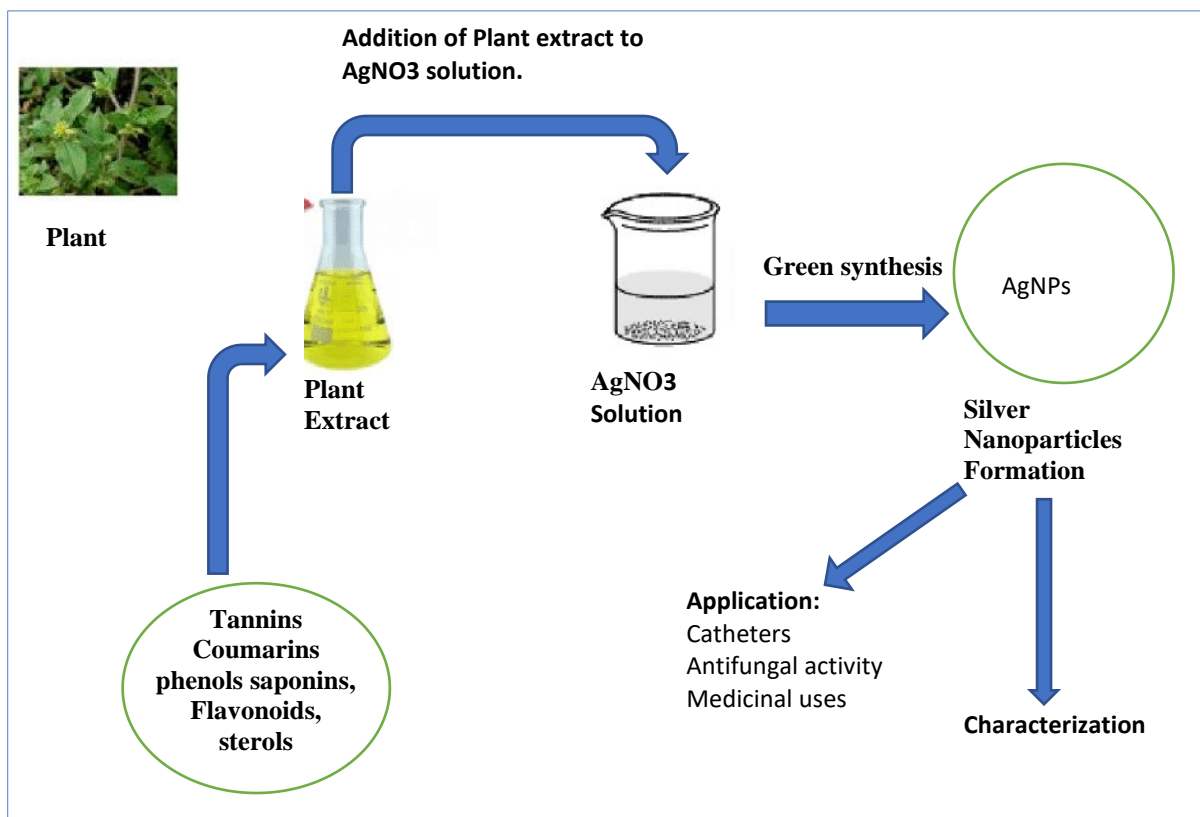 Addition of Plant extract to
AgNO3 solution.
Plant
Plant
Extract
AgNO3
Solution
Green synthesis
AgNPs
Silver
Nanoparticles
Formation
Tannins
Coumarins
phenols saponins,
Flavonoids,
sterols
Application:
Catheters
Antifungal activity
Medicinal uses
Characterization